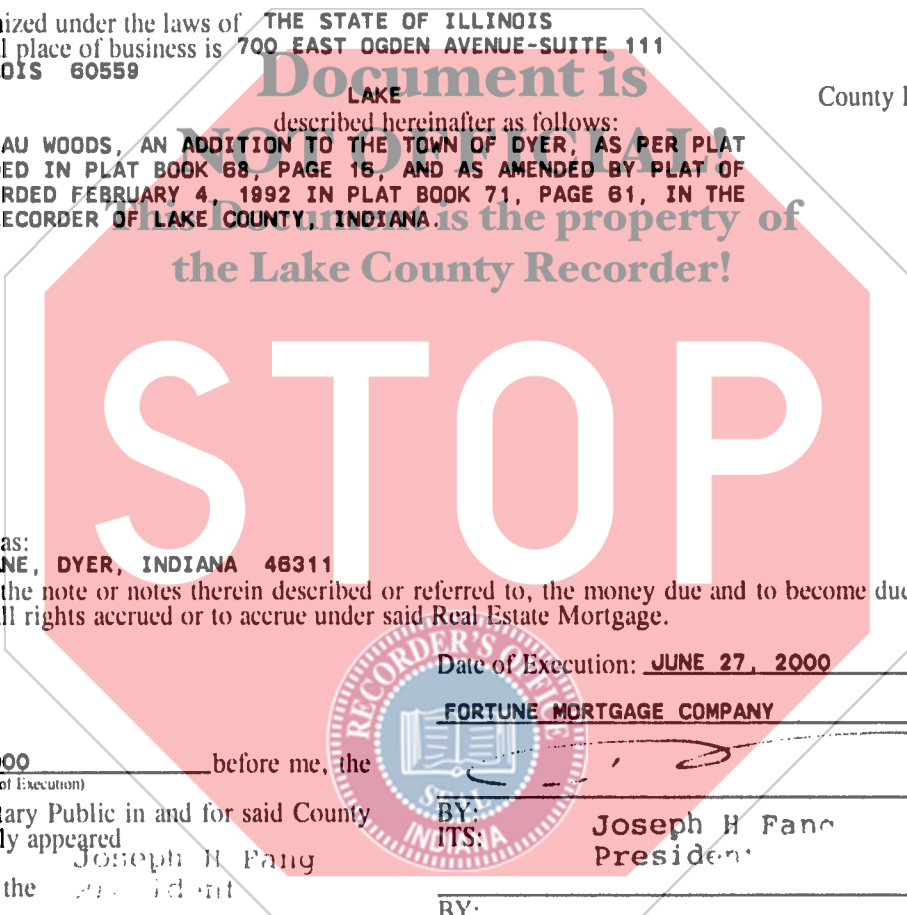 ized under the laws of THE STATE OF ILLINOIS
l place of business is 700 EAST OGDEN AVENUE-SUITE 111
OIS 60559
Document is
LAKE
County
described hereinafter as follows:
AU WOODS, AN ADDITION TO THE TOWN OF DYER, AS PER PLAT
NOT OFFICIAL!
ED IN PLAT BOOK 68, PAGE 16, AND AS AMENDED BY PLAT OF
RDED FEBRUARY 4, 1992 IN PLAT BOOK 71, PAGE 61, IN THE
ECORDER OF LAKE COUNTY, INDIANA.
This Document is the property of
the Lake County Recorder!
STOP
as:
NE, DYER, INDIANA 46311
the note or notes therein described or referred to, the money due and to become due
ll rights accrued or to accrue under said Real Estate Mortgage.
RECORDER'S OFFICE
Date of Execution: JUNE 27, 2000
FORTUNE MORTGAGE COMPANY
00 before me, the
of Execution)
SEAL
INDIANA
tary Public in and for said County
BY:
ly appeared
ITS: Joseph H Fang
President
Joseph H Fang
the President
BY: